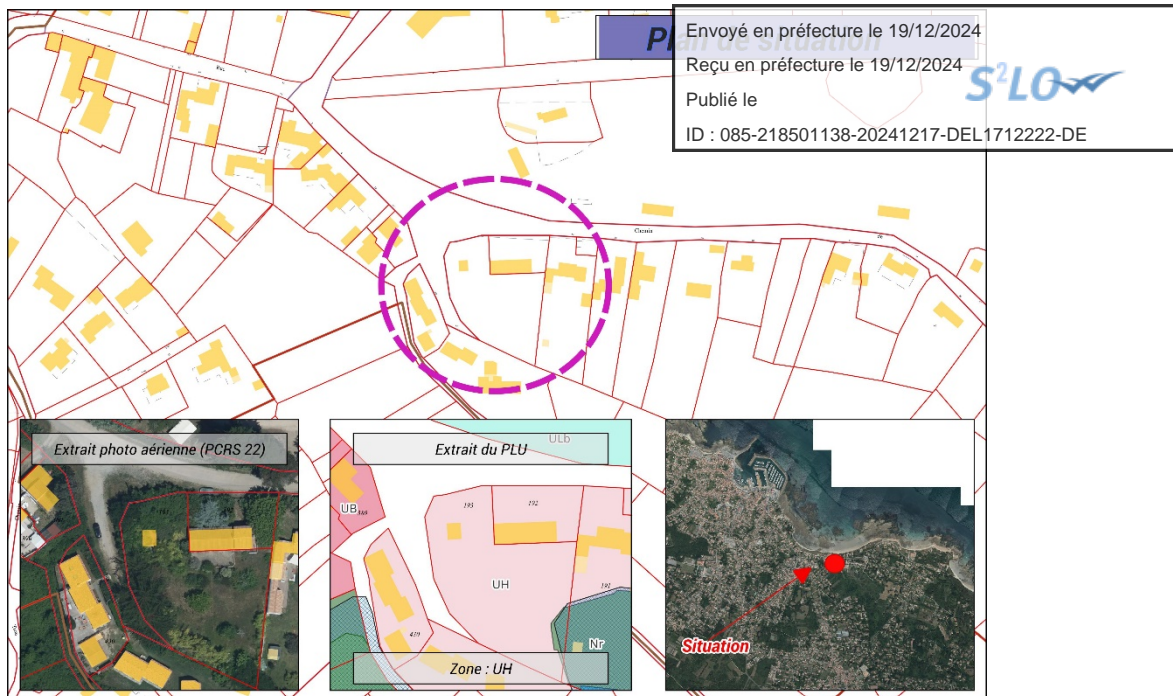 Plan de situation
Envoyé en préfecture le 19/12/2024
Reçu en préfecture le 19/12/2024
Publié le
S²LO
ID : 085-218501138-20241217-DEL1712222-DE
Chemin
Extrait photo aérienne (PCRS 22)
Extrait du PLU
ULb
UB
193
192
UH
439
Nr
Zone : UH
Situation